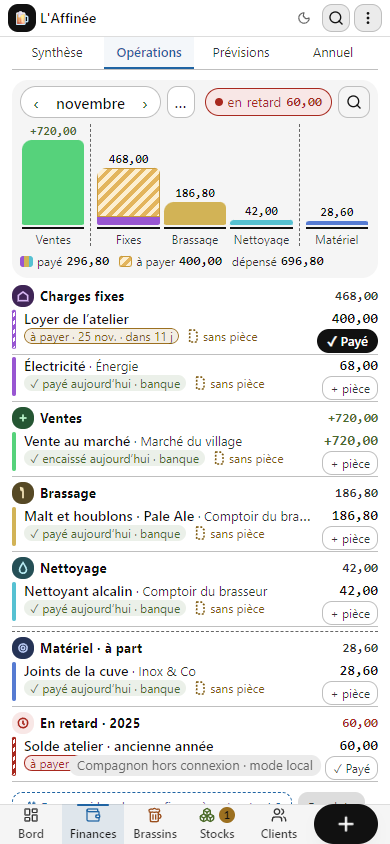 L'Affinée
Synthèse Opérations Prévisions Annuel
‹ novembre › ... en retard 60,00
+720,00
468,00
186,80
42,00
28,60
Ventes Fixes Brassage Nettoyage Matériel
payé 296,80 à payer 400,00 dépensé 696,80
Charges fixes 468,00
Loyer de l'atelier 400,00
à payer · 25 nov. · dans 11 j sans pièce ✓ Payé
Électricité · Énergie 68,00
✓ payé aujourd'hui · banque sans pièce + pièce
Ventes +720,00
Vente au marché · Marché du village +720,00
✓ encaissé aujourd'hui · banque sans pièce + pièce
Brassage 186,80
Malt et houblons · Pale Ale · Comptoir du bra... 186,80
✓ payé aujourd'hui · banque sans pièce + pièce
Nettoyage 42,00
Nettoyant alcalin · Comptoir du brasseur 42,00
✓ payé aujourd'hui · banque sans pièce + pièce
Matériel · à part 28,60
Joints de la cuve · Inox & Co 28,60
✓ payé aujourd'hui · banque sans pièce + pièce
En retard · 2025 60,00
Solde atelier · ancienne année 60,00
à payer Compagnon hors connexion · mode local ✓ Payé
1
Bord Finances Brassins Stocks Clients +